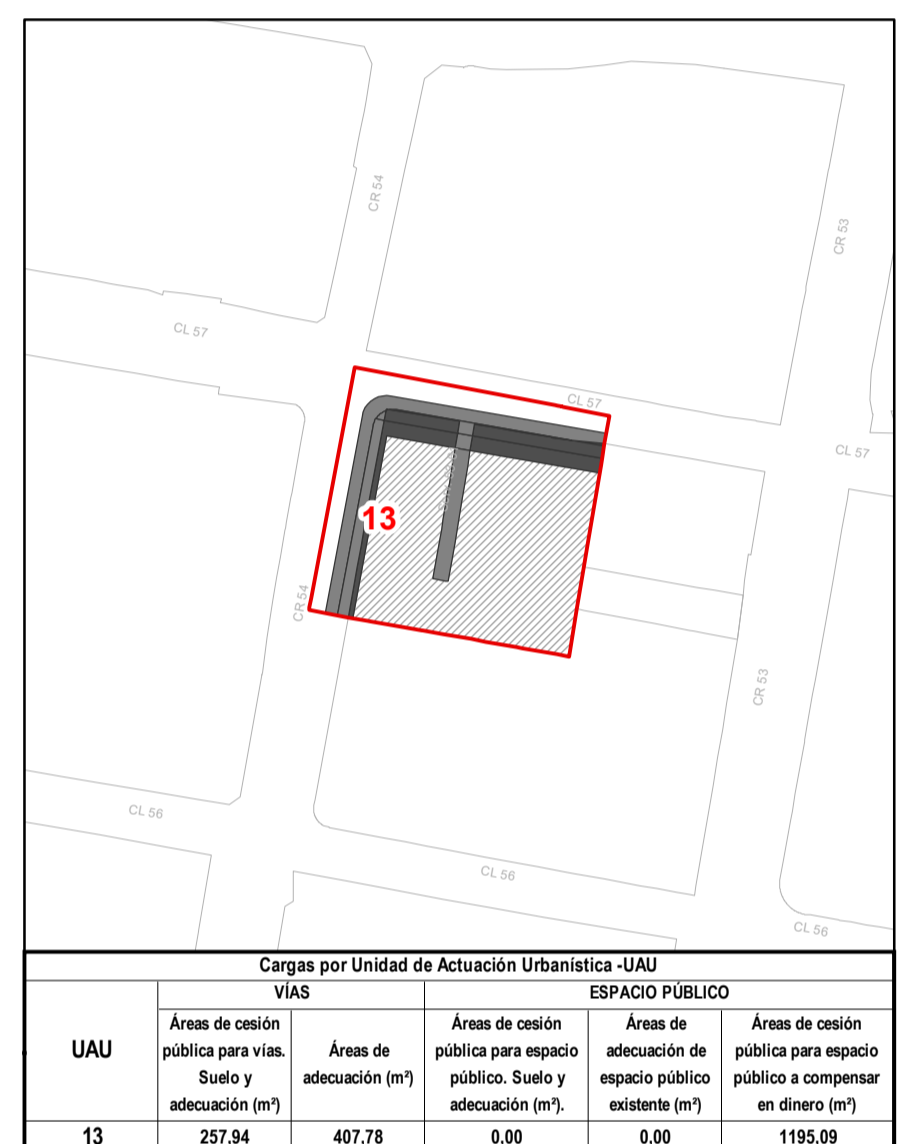 CR 54
CR 53
CL 57
CL 57
CL 57
13
CR 54
CR 53
CL 56
CL 56
CL 56
Cargas por Unidad de Actuación Urbanística -UAU
VÍAS
ESPACIO PÚBLICO
UAU
Áreas de cesión
pública para vías.
Suelo y
adecuación (m²)
Áreas de
adecuación (m²)
Áreas de cesión
pública para espacio
público. Suelo y
adecuación (m²).
Áreas de
adecuación de
espacio público
existente (m²)
Áreas de cesión
pública para espacio
público a compensar
en dinero (m²)
13
257.94
407.78
0.00
0.00
1195.09